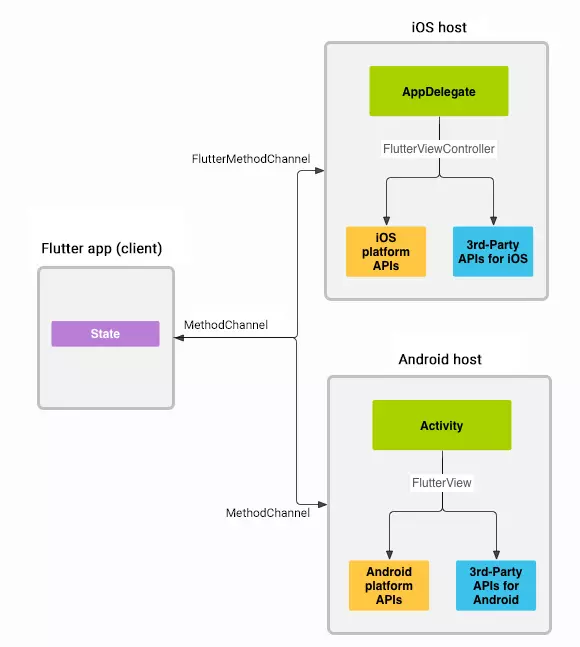 iOS host
AppDelegate
FlutterViewController
FlutterMethodChannel
iOS
platform
APIs
3rd-Party
APIs for iOS
Flutter app (client)
State
MethodChannel
Android host
Activity
FlutterView
MethodChannel
Android
platform
APIs
3rd-Party
APIs for
Android